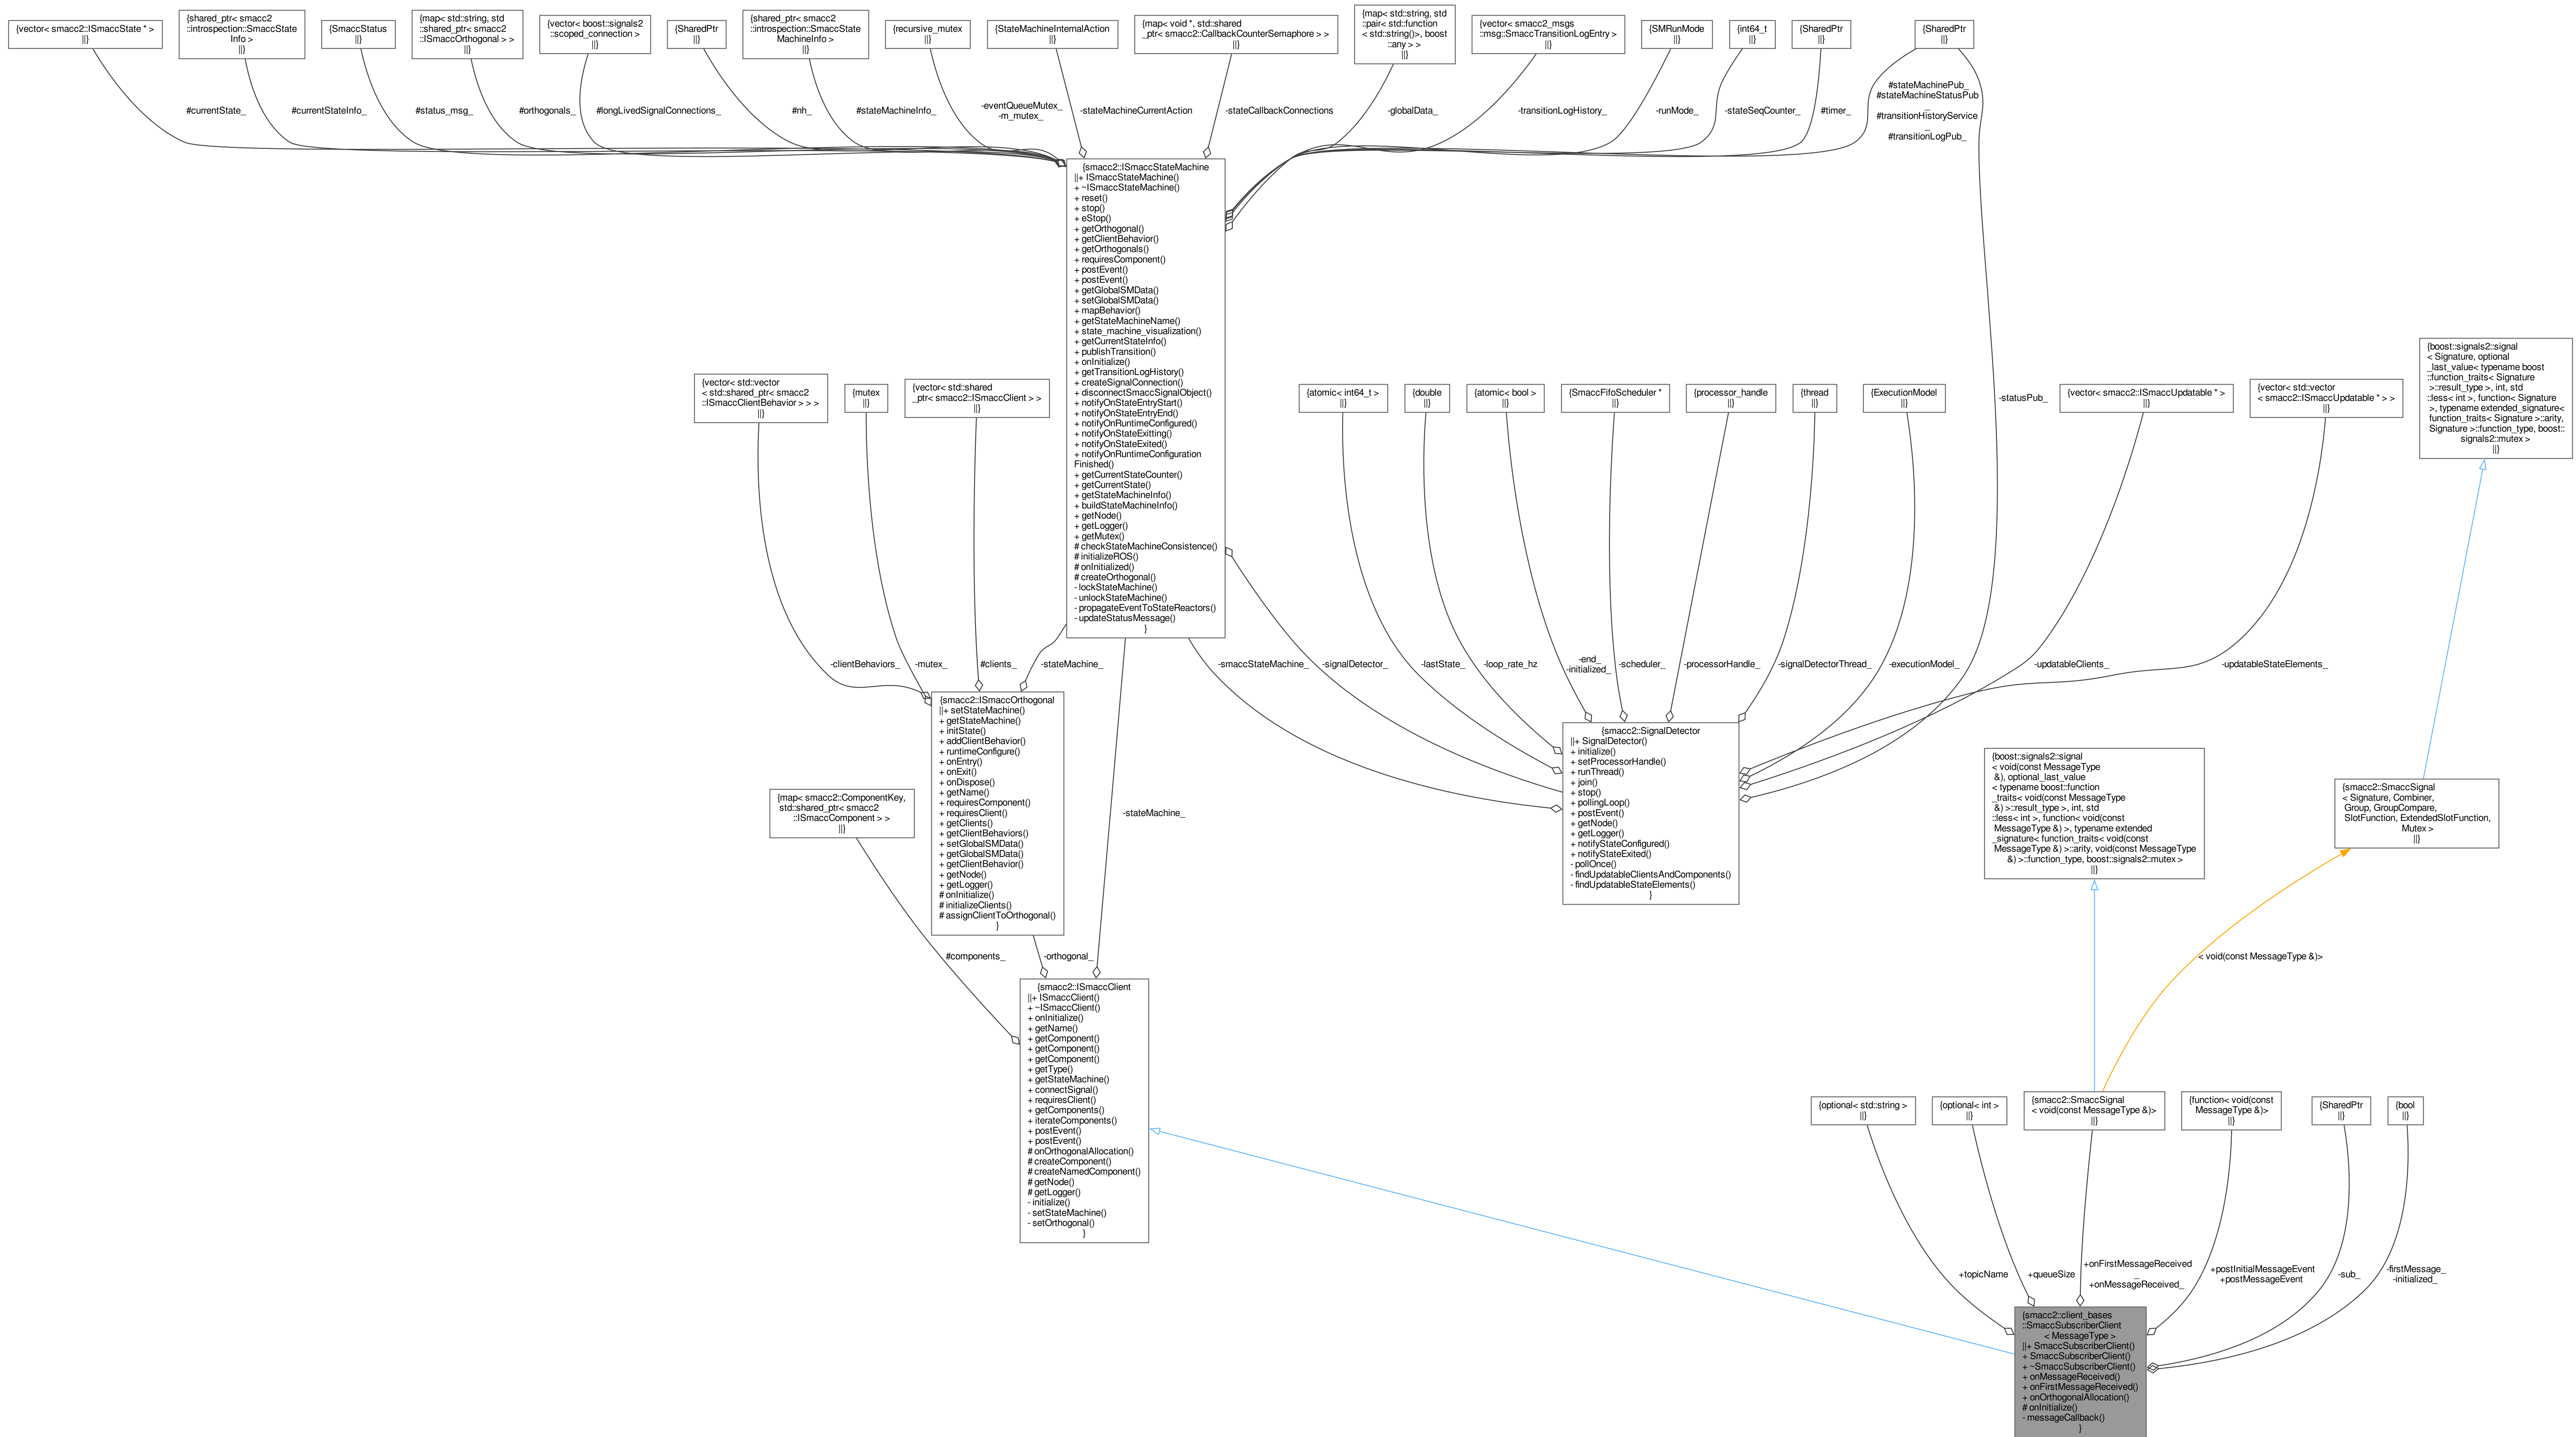 {vector< smacc2::ISmaccState * >
||}
{shared_ptr< smacc2
::introspection::SmaccState
Info >
||}
{SmaccStatus
||}
{map< std::string, std
::shared_ptr< smacc2
::ISmaccOrthogonal > >
||}
{vector< boost::signals2
::scoped_connection >
||}
{SharedPtr
||}
{shared_ptr< smacc2
::introspection::SmaccState
MachineInfo >
||}
{recursive_mutex
||}
{StateMachineInternalAction
||}
{map< void *, std::shared
_ptr< smacc2::CallbackCounterSemaphore > >
||}
{map< std::string, std
::pair< std::function
< std::string()>, boost
::any > >
||}
{vector< smacc2_msgs
::msg::SmaccTransitionLogEntry >
||}
{SMRunMode
||}
{int64_t
||}
{SharedPtr
||}
{SharedPtr
||}
#currentState_
#currentStateInfo_
#status_msg_
#orthogonals_
#longLivedSignalConnections_
#nh_
#stateMachineInfo_
-eventQueueMutex_
-m_mutex_
-stateMachineCurrentAction
-stateCallbackConnections
-globalData_
-transitionLogHistory_
-runMode_
-stateSeqCounter_
#timer_
#stateMachinePub_
#stateMachineStatusPub
_
#transitionHistoryService
_
#transitionLogPub_
{smacc2::ISmaccStateMachine
||+ ISmaccStateMachine()
+ ~ISmaccStateMachine()
+ reset()
+ stop()
+ eStop()
+ getOrthogonal()
+ getClientBehavior()
+ getOrthogonals()
+ requiresComponent()
+ postEvent()
+ postEvent()
+ getGlobalSMData()
+ setGlobalSMData()
+ mapBehavior()
+ getStateMachineName()
+ state_machine_visualization()
+ getCurrentStateInfo()
+ publishTransition()
+ onInitialize()
+ getTransitionLogHistory()
+ createSignalConnection()
+ disconnectSmaccSignalObject()
+ notifyOnStateEntryStart()
+ notifyOnStateEntryEnd()
+ notifyOnRuntimeConfigured()
+ notifyOnStateExitting()
+ notifyOnStateExited()
+ notifyOnRuntimeConfiguration
Finished()
+ getCurrentStateCounter()
+ getCurrentState()
+ getStateMachineInfo()
+ buildStateMachineInfo()
+ getNode()
+ getLogger()
+ getMutex()
# checkStateMachineConsistence()
# initializeROS()
# onInitialized()
# createOrthogonal()
- lockStateMachine()
- unlockStateMachine()
- propagateEventToStateReactors()
- updateStatusMessage()
}
{boost::signals2::signal
< Signature, optional
_last_value< typename boost
::function_traits< Signature
>::result_type >, int, std
::less< int >, function< Signature
>, typename extended_signature<
function_traits< Signature >::arity,
Signature >::function_type, boost::
signals2::mutex >
||}
{vector< std::vector
< std::shared_ptr< smacc2
::ISmaccClientBehavior > > >
||}
{mutex
||}
{vector< std::shared
_ptr< smacc2::ISmaccClient > >
||}
{atomic< int64_t >
||}
{double
||}
{atomic< bool >
||}
{SmaccFifoScheduler *
||}
{processor_handle
||}
{thread
||}
{ExecutionModel
||}
-statusPub_
{vector< smacc2::ISmaccUpdatable * >
||}
{vector< std::vector
< smacc2::ISmaccUpdatable * > >
||}
-clientBehaviors_
-mutex_
#clients_
-stateMachine_
-smaccStateMachine_
-signalDetector_
-lastState_
-loop_rate_hz
-end_
-initialized_
-scheduler_
-processorHandle_
-signalDetectorThread_
-executionModel_
-updatableClients_
-updatableStateElements_
{smacc2::ISmaccOrthogonal
||+ setStateMachine()
+ getStateMachine()
+ initState()
+ addClientBehavior()
+ runtimeConfigure()
+ onEntry()
+ onExit()
+ onDispose()
+ getName()
+ requiresComponent()
+ requiresClient()
+ getClients()
+ getClientBehaviors()
+ setGlobalSMData()
+ getGlobalSMData()
+ getClientBehavior()
+ getNode()
+ getLogger()
# onInitialize()
# initializeClients()
# assignClientToOrthogonal()
}
{smacc2::SignalDetector
||+ SignalDetector()
+ initialize()
+ setProcessorHandle()
+ runThread()
+ join()
+ stop()
+ pollingLoop()
+ postEvent()
+ getNode()
+ getLogger()
+ notifyStateConfigured()
+ notifyStateExited()
- pollOnce()
- findUpdatableClientsAndComponents()
- findUpdatableStateElements()
}
{boost::signals2::signal
< void(const MessageType
&), optional_last_value
< typename boost::function
_traits< void(const MessageType
&) >::result_type >, int, std
::less< int >, function< void(const
MessageType &) >, typename extended
_signature< function_traits< void(const
MessageType &) >::arity, void(const MessageType
&) >::function_type, boost::signals2::mutex >
||}
{smacc2::SmaccSignal
< Signature, Combiner,
Group, GroupCompare,
SlotFunction, ExtendedSlotFunction,
Mutex >
||}
{map< smacc2::ComponentKey,
std::shared_ptr< smacc2
::ISmaccComponent > >
||}
-stateMachine_
#components_
-orthogonal_
< void(const MessageType &)>
{smacc2::ISmaccClient
||+ ISmaccClient()
+ ~ISmaccClient()
+ onInitialize()
+ getName()
+ getComponent()
+ getComponent()
+ getComponent()
+ getType()
+ getStateMachine()
+ connectSignal()
+ requiresClient()
+ getComponents()
+ iterateComponents()
+ postEvent()
+ postEvent()
# onOrthogonalAllocation()
# createComponent()
# createNamedComponent()
# getNode()
# getLogger()
- initialize()
- setStateMachine()
- setOrthogonal()
}
{optional< std::string >
||}
{optional< int >
||}
{smacc2::SmaccSignal
< void(const MessageType &)>
||}
{function< void(const
MessageType &)>
||}
{SharedPtr
||}
{bool
||}
+topicName
+queueSize
+onFirstMessageReceived
_
+onMessageReceived_
+postInitialMessageEvent
+postMessageEvent
-sub_
-firstMessage_
-initialized_
{smacc2::client_bases
::SmaccSubscriberClient
< MessageType >
||+ SmaccSubscriberClient()
+ SmaccSubscriberClient()
+ ~SmaccSubscriberClient()
+ onMessageReceived()
+ onFirstMessageReceived()
+ onOrthogonalAllocation()
# onInitialize()
- messageCallback()
}